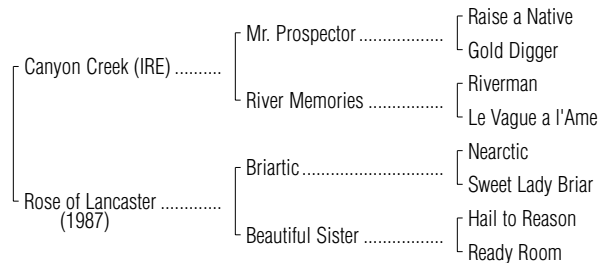 Raise a Native
Mr. Prospector ..................
Gold Digger
Canyon Creek (IRE) ..........
Riverman
River Memories ................
Le Vague a l'Ame
Nearctic
Briartic.............................
Sweet Lady Briar
Rose of Lancaster .............
(1987)
Hail to Reason
Beautiful Sister .................
Ready Room